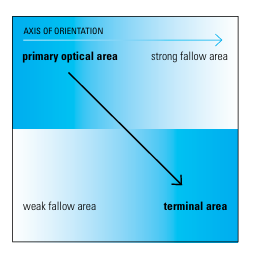 AXIS OF ORIENTATION
primary optical area strong fallow area
weak fallow area terminal area